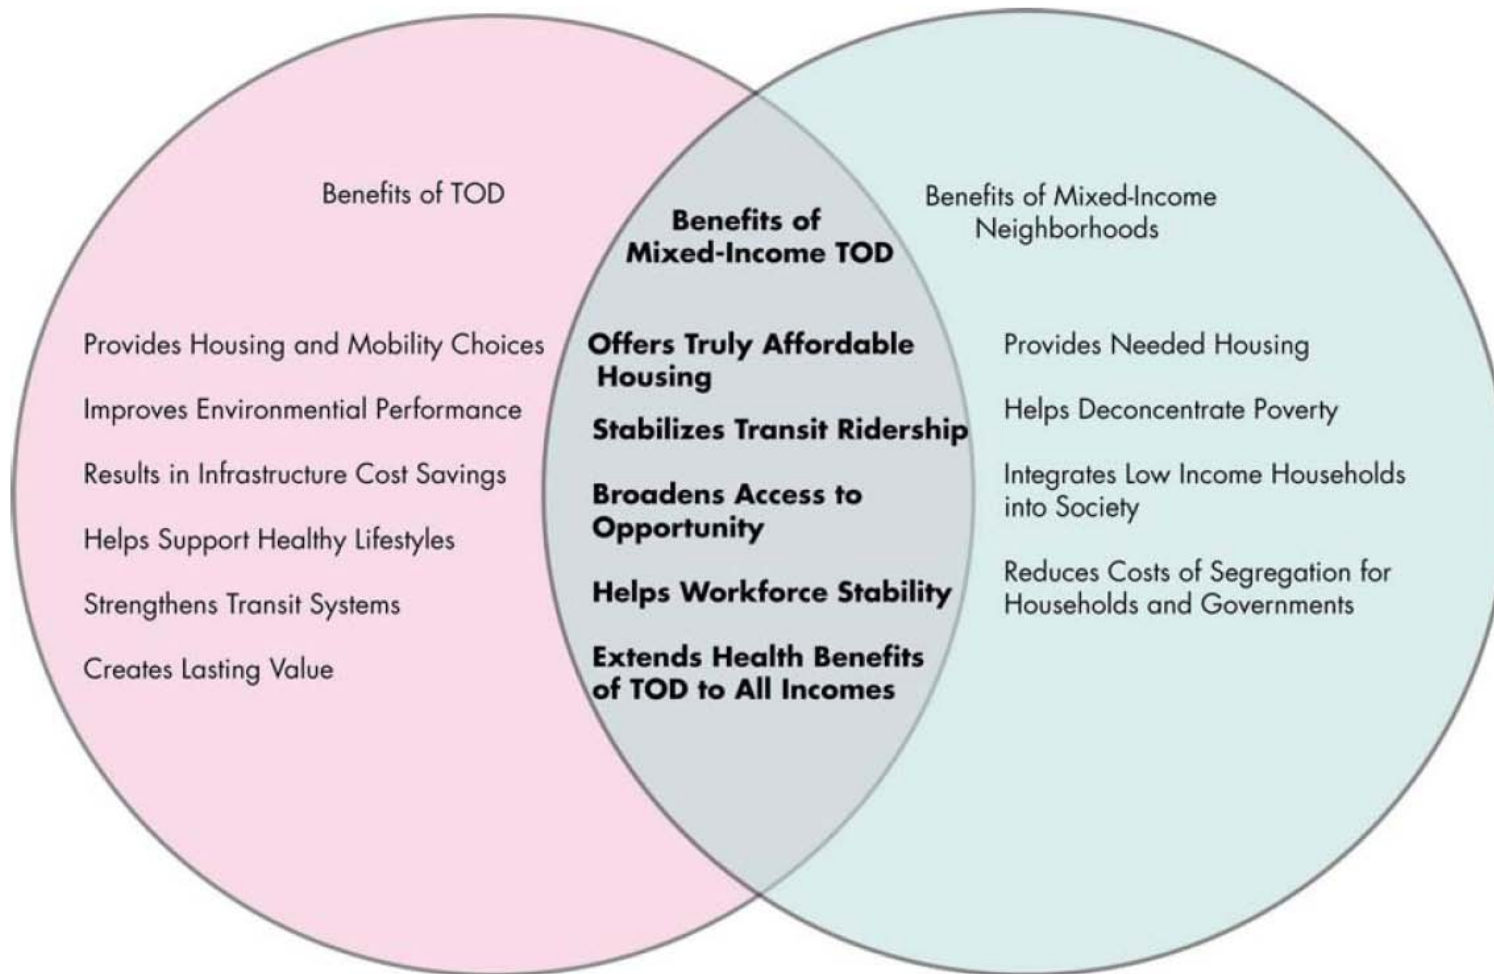 Benefits of TOD
Provides Housing and Mobility Choices
Improves Environmential Performance
Results in Infrastructure Cost Savings
Helps Support Healthy Lifestyles
Strengthens Transit Systems
Creates Lasting Value
Benefits of
Mixed-Income TOD
Offers Truly Affordable
Housing
Stabilizes Transit Ridership
Broadens Access to
Opportunity
Helps Workforce Stability
Extends Health Benefits
of TOD to All Incomes
Benefits of Mixed-Income
Neighborhoods
Provides Needed Housing
Helps Deconcentrate Poverty
Integrates Low Income Households
into Society
Reduces Costs of Segregation for
Households and Governments